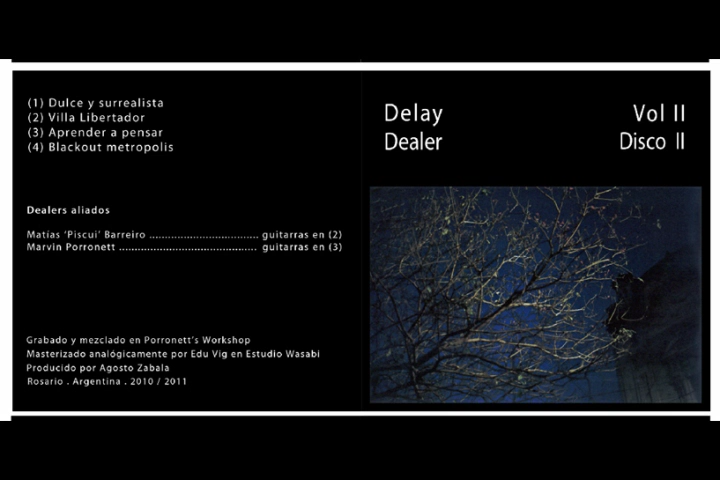 (1) Dulce y surrealista
(2) Villa Libertador
(3) Aprender a pensar
(4) Blackout metropolis
Dealers aliados
Matías 'Piscui' Barreiro ................................. guitarras en (2)
Marvin Porronett .......................................... guitarras en (3)
Grabado y mezclado en Porronett's Workshop
Masterizado analógicamente por Edu Vig en Estudio Wasabi
Producido por Agosto Zabala
Rosario . Argentina . 2010 / 2011
Delay Vol II
Dealer Disco II